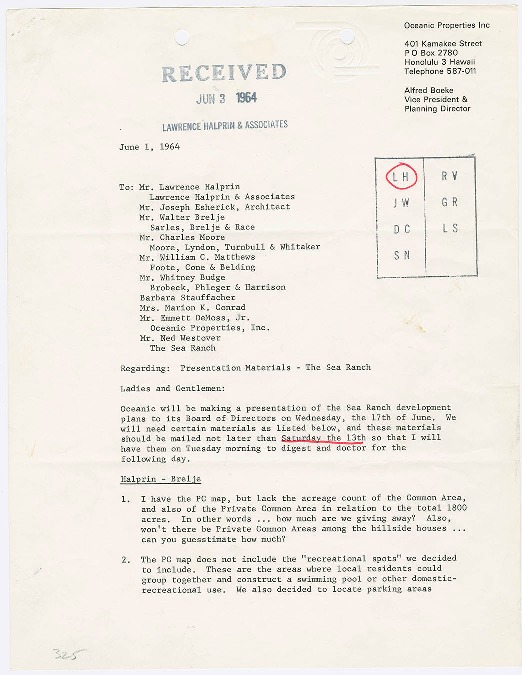 Oceanic Properties Inc
401 Kamakee Street
P O Box 2780
Honolulu 3 Hawaii
Telephone 587-011
Alfred Boeke
Vice President &
Planning Director
RECEIVED
JUN 3 1964
LAWRENCE HALPRIN & ASSOCIATES
June 1, 1964
L H R V
J W G R
D C L S
S N
To: Mr. Lawrence Halprin
Lawrence Halprin & Associates
Mr. Joseph Esherick, Architect
Mr. Walter Brelje
Sarles, Brelje & Race
Mr. Charles Moore
Moore, Lyndon, Turnbull & Whitaker
Mr. William C. Matthews
Foote, Cone & Belding
Mr. Whitney Budge
Brobeck, Phleger & Harrison
Barbara Stauffacher
Mrs. Marion K. Conrad
Mr. Emmett DeMoss, Jr.
Oceanic Properties, Inc.
Mr. Ned Westover
The Sea Ranch
Regarding: Presentation Materials - The Sea Ranch
Ladies and Gentlemen:
Oceanic will be making a presentation of the Sea Ranch development
plans to its Board of Directors on Wednesday, the 17th of June. We
will need certain materials as listed below, and these materials
should be mailed not later than Saturday the 13th so that I will
have them on Tuesday morning to digest and doctor for the
following day.
Halprin - Brelje
1. I have the PC map, but lack the acreage count of the Common Area,
and also of the Private Common Area in relation to the total 1800
acres. In other words ... how much are we giving away? Also,
won't there be Private Common Areas among the hillside houses ...
can you guesstimate how much?
2. The PC map does not include the "recreational spots" we decided
to include. These are the areas where local residents could
group together and construct a swimming pool or other domestic-
recreational use. We also decided to locate parking areas
325